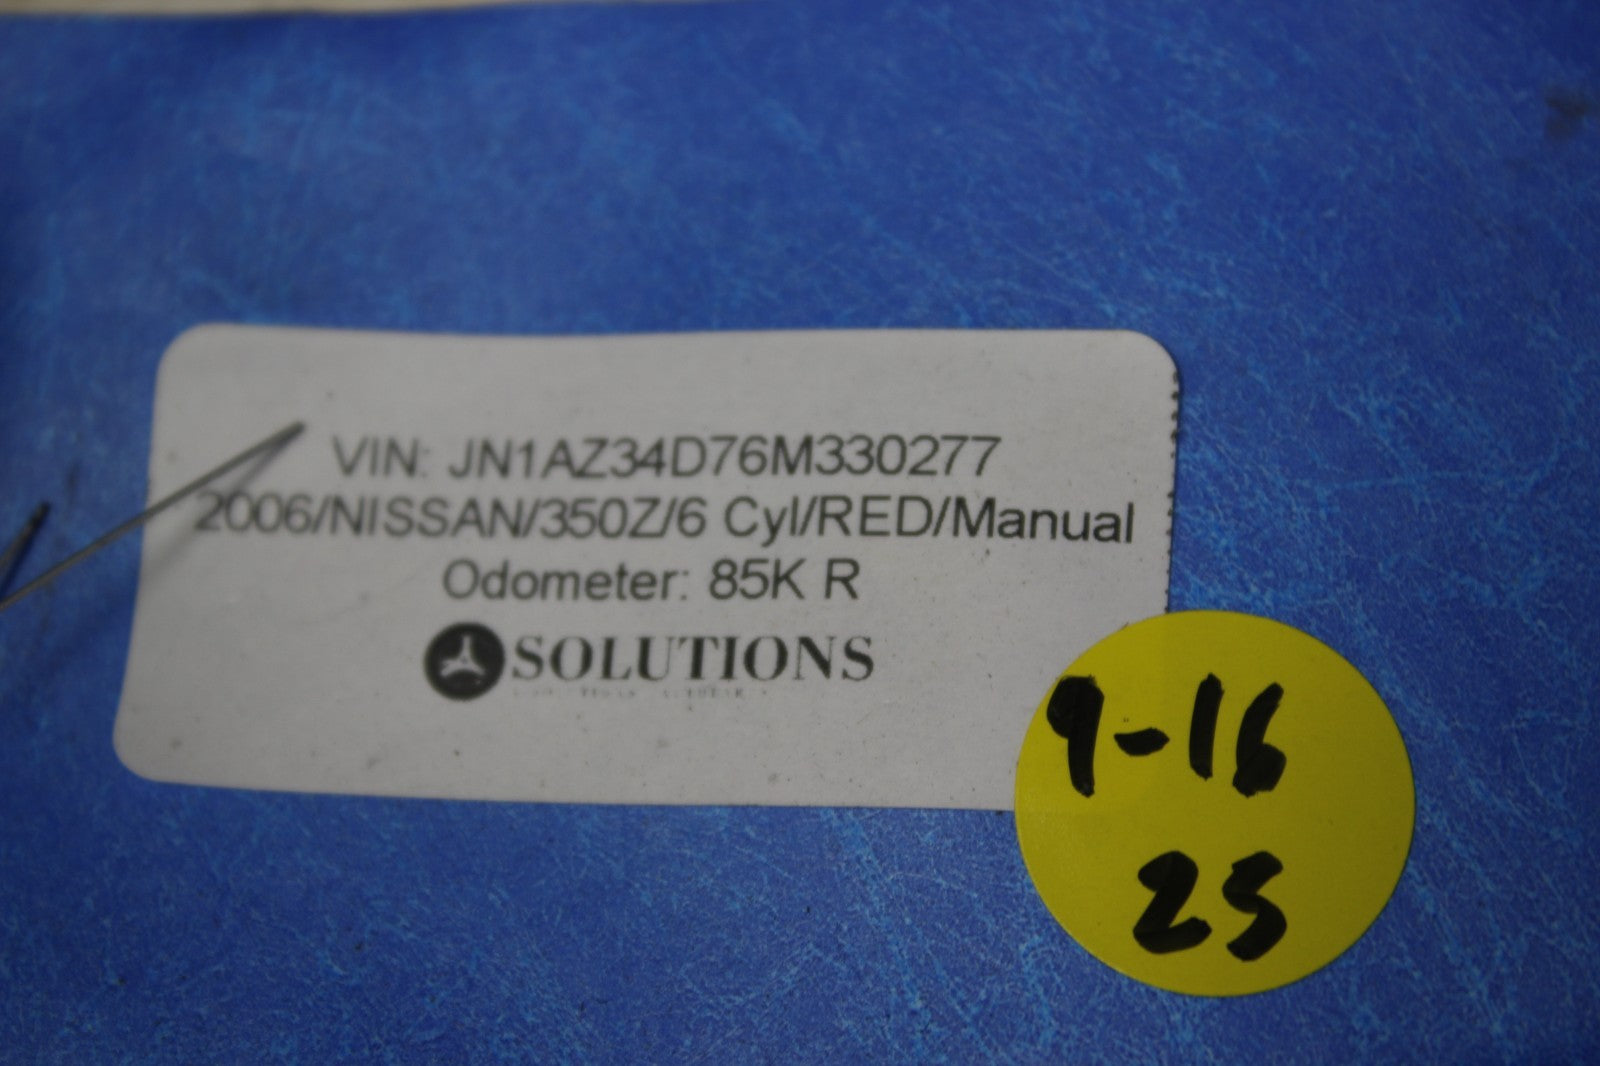 VIN: JN1AZ34D76M330277
2006/NISSAN/350Z/6 Cyl/RED/Manual
Odometer: 85K R
SOLUTIONS
9-16
25